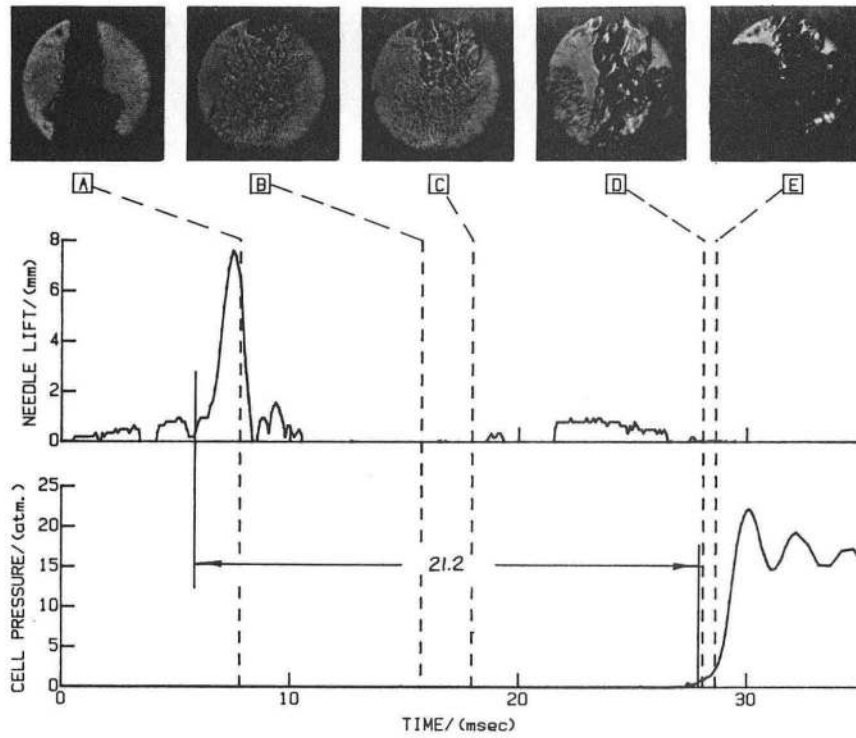 A B C D E
NEEDLE LIFT/(mm)
8
6
4
2
0
CELL PRESSURE/(atm.)
25
20
15
10
5
0
21.2
0 10 20 30
TIME/(msec)